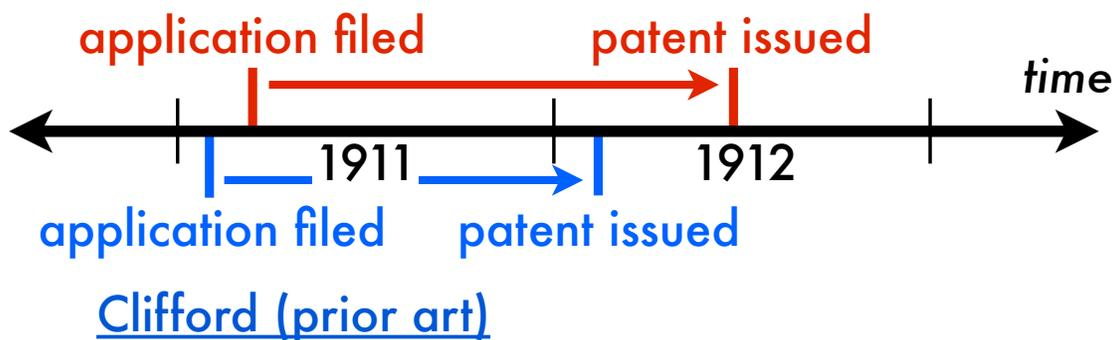 application filed patent issued
time
1911 1912
application filed patent issued
Clifford (prior art)